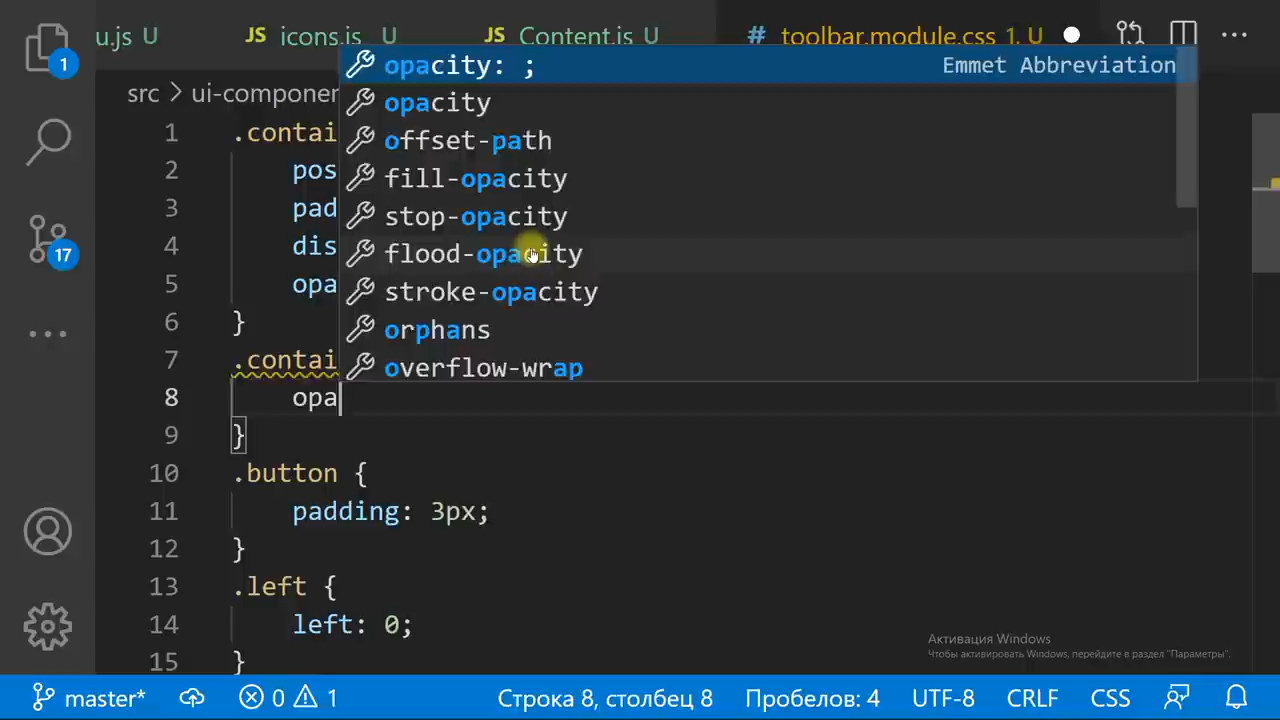 u.js U JS icons.js U JS Content.js U # toolbar.module.css 1, U
1
src > ui-componen
opacity: ; Emmet Abbreviation
opacity
offset-path
fill-opacity
stop-opacity
flood-opacity
stroke-opacity
orphans
overflow-wrap
1 .contai
2 pos
3 pad
4 dis
5 opa
6 }
7 .contai
8 opa
9 }
10 .button {
11 padding: 3px;
12 }
13 .left {
14 left: 0;
15 }
17
Активация Windows
Чтобы активировать Windows, перейдите в раздел "Параметры".
master* 0 1 Строка 8, столбец 8 Пробелов: 4 UTF-8 CRLF CSS